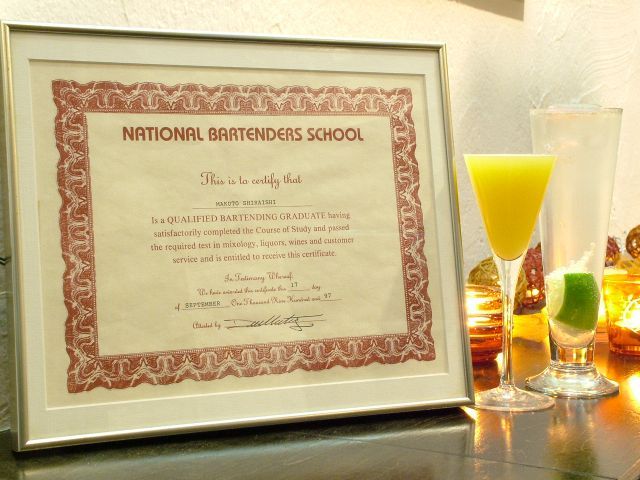 NATIONAL BARTENDERS SCHOOL
This is to certify that
MAKOTO SHIRAISHI
Is a QUALIFIED BARTENDING GRADUATE having
satisfactorily completed the Course of Study and passed
the required test in mixology, liquors, wines and customer
service and is entitled to receive this certificate.
In Testimony Whereof,
We have awarded this certificate this 17 day
of SEPTEMBER One Thousand Nine Hundred and 97
Attested by